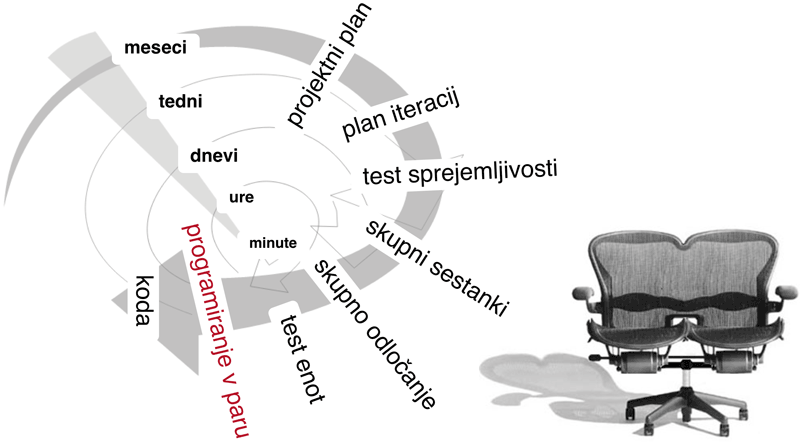 meseci
tedni
dnevi
ure
minute
projektni plan
plan iteracij
test sprejemljivosti
skupni sestanki
skupno odločanje
test enot
programiranje v paru
koda